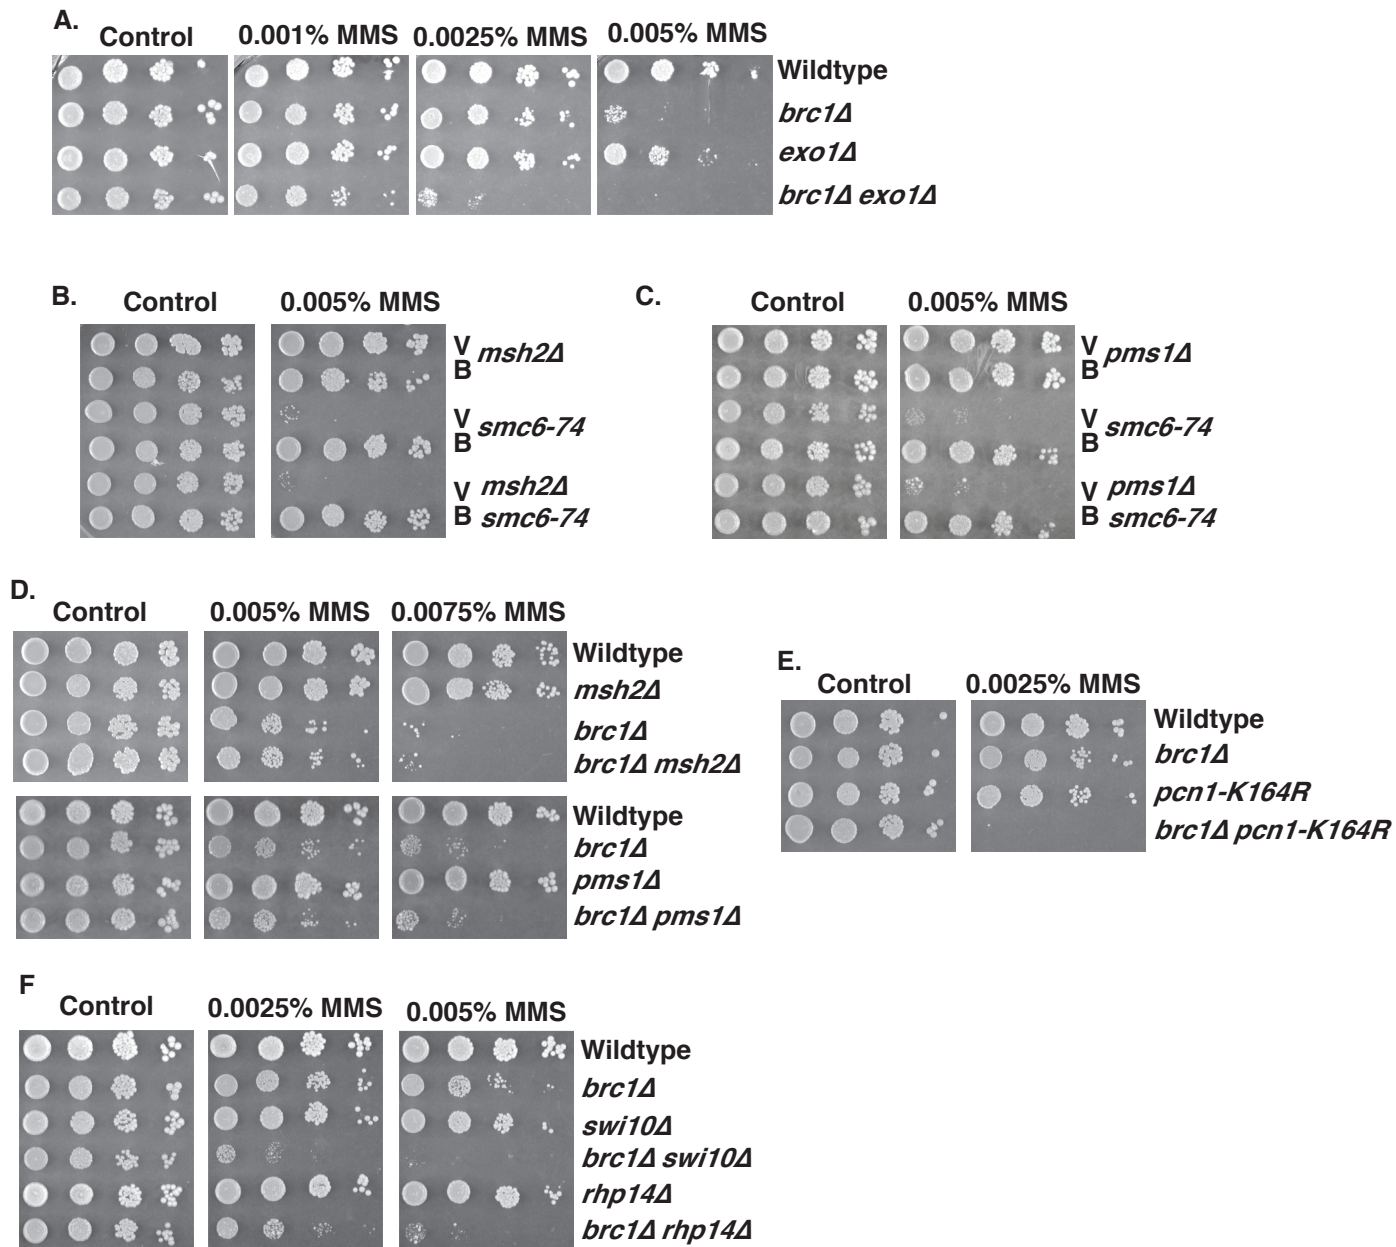 A.
Control 0.001% MMS 0.0025% MMS 0.005% MMS
Wildtype
brc1Δ
exo1Δ
brc1Δ exo1Δ
B.
Control 0.005% MMS
V
B msh2Δ
V
B smc6-74
V msh2Δ
B smc6-74
C.
Control 0.005% MMS
V
B pms1Δ
V
B smc6-74
V pms1Δ
B smc6-74
D.
Control 0.005% MMS 0.0075% MMS
Wildtype
msh2Δ
brc1Δ
brc1Δ msh2Δ
Wildtype
brc1Δ
pms1Δ
brc1Δ pms1Δ
E.
Control 0.0025% MMS
Wildtype
brc1Δ
pcn1-K164R
brc1Δ pcn1-K164R
F
Control 0.0025% MMS 0.005% MMS
Wildtype
brc1Δ
swi10Δ
brc1Δ swi10Δ
rhp14Δ
brc1Δ rhp14Δ